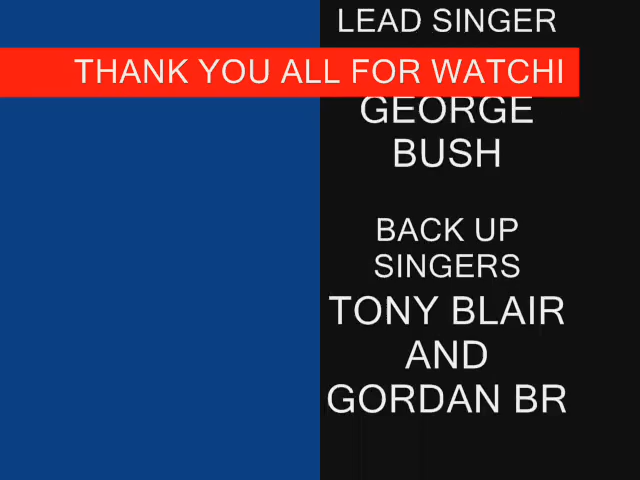 LEAD SINGER
THANK YOU ALL FOR WATCHI
GEORGE
BUSH
BACK UP
SINGERS
TONY BLAIR
AND
GORDAN BR